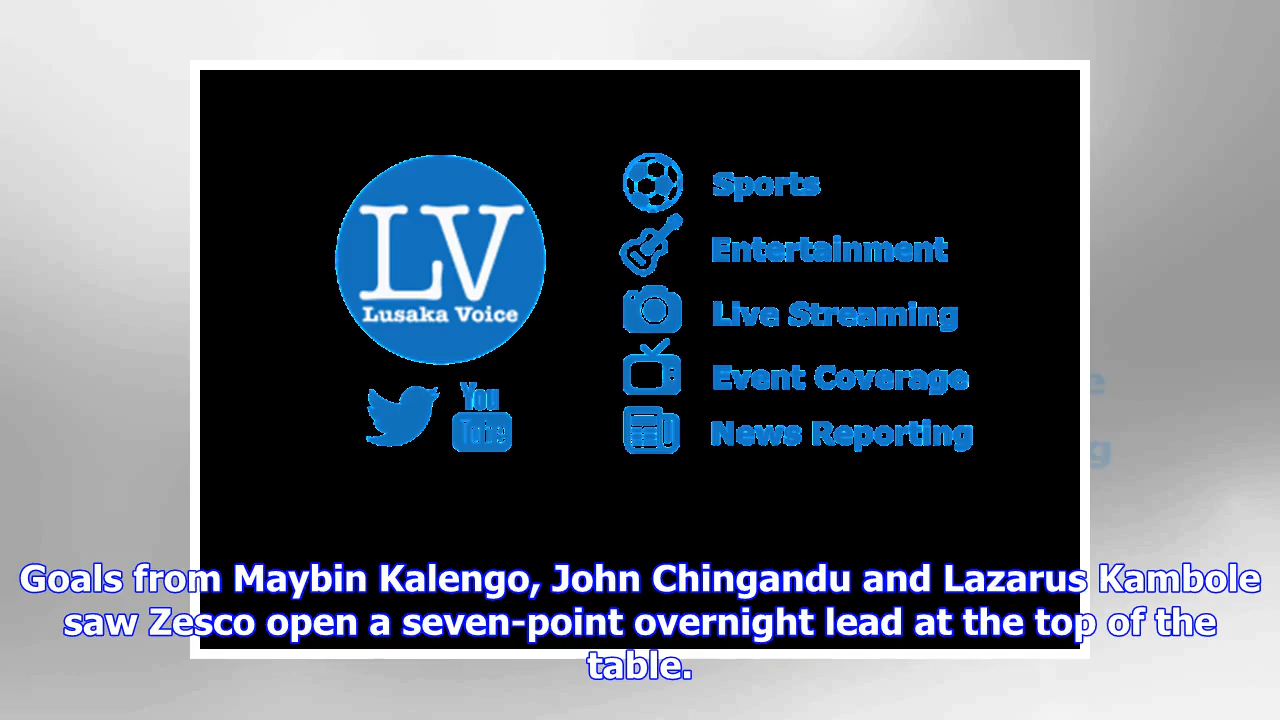 LV
Lusaka Voice
You
Tube
Sports
Entertainment
Live Streaming
Event Coverage
News Reporting
e
g
Goals from Maybin Kalengo, John Chingandu and Lazarus Kambole
saw Zesco open a seven-point overnight lead at the top of the
table.